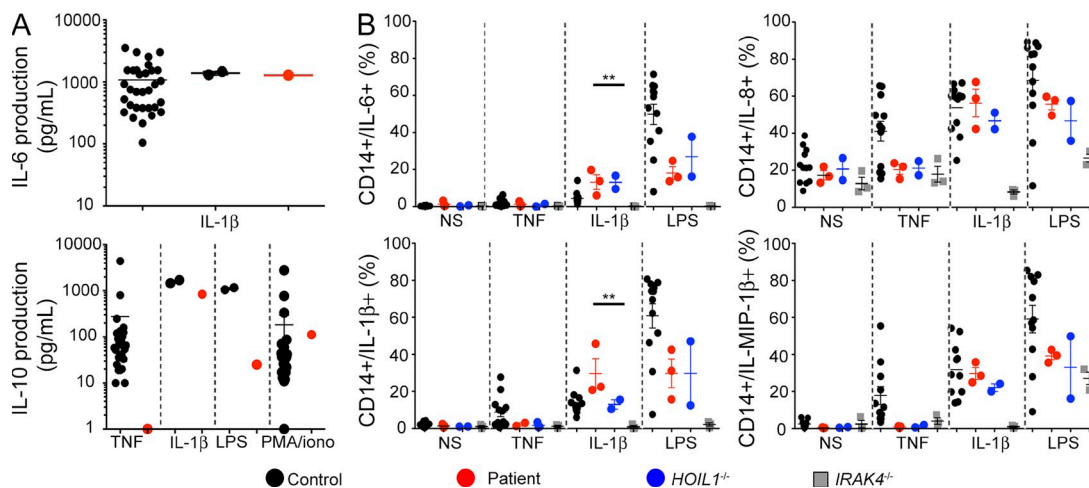 A
IL-6 production
(pg/mL)
10000
1000
100
10
IL-1β
IL-10 production
(pg/mL)
10000
1000
100
10
1
TNF IL-1β LPS PMA/iono
B
CD14+/IL-6+ (%)
100
80
60
40
20
0
**
NS TNF IL-1β LPS
CD14+/IL-8+ (%)
100
80
60
40
20
0
NS TNF IL-1β LPS
CD14+/IL-1β+ (%)
100
80
60
40
20
0
**
NS TNF IL-1β LPS
CD14+/IL-MIP-1β+ (%)
100
80
60
40
20
0
NS TNF IL-1β LPS
Control Patient HOIL1-/- IRAK4-/-